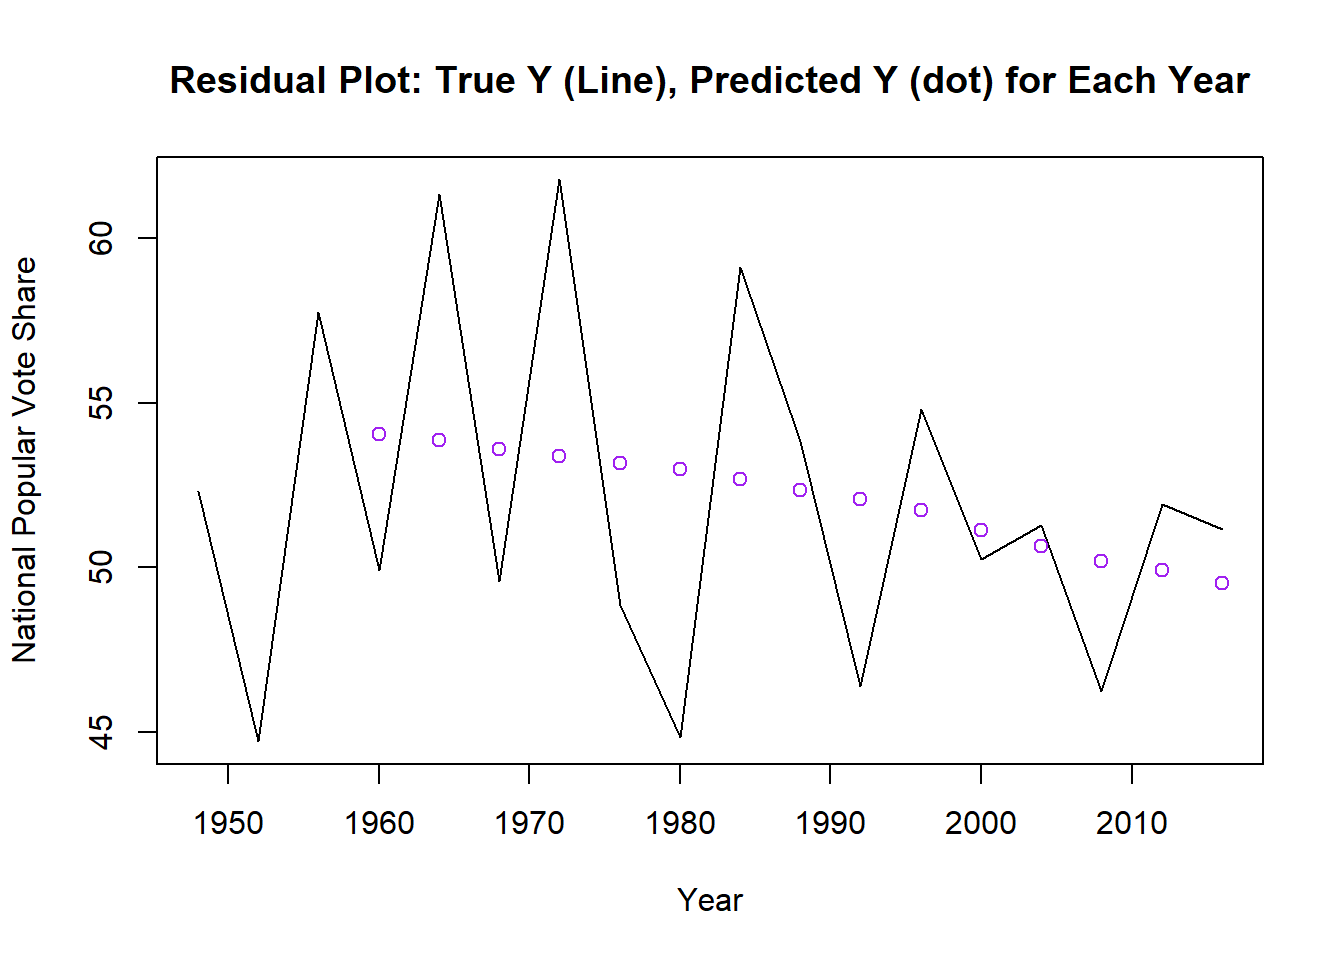 Residual Plot: True Y (Line), Predicted Y (dot) for Each Year
National Popular Vote Share
60
55
50
45
1950 1960 1970 1980 1990 2000 2010
Year